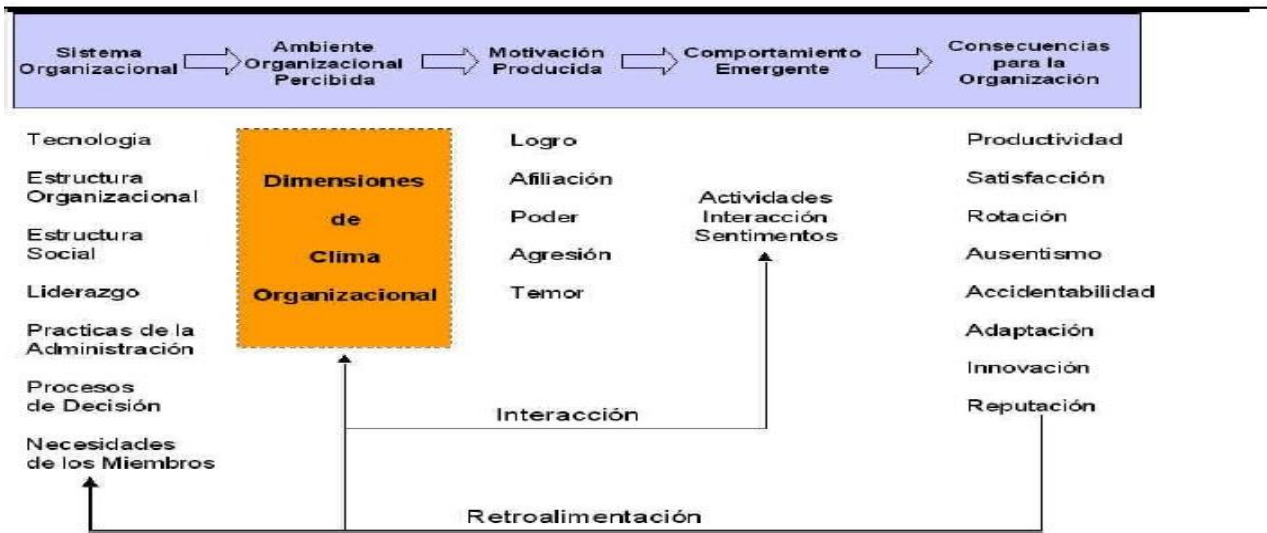 Sistema
Organizacional
Ambiente
Organizacional
Percibida
Motivación
Producida
Comportamiento
Emergente
Consecuencias
para la
Organización
Tecnologia
Estructura
Organizacional
Estructura
Social
Liderazgo
Practicas de la
Administración
Procesos
de Decisión
Necesidades
de los Miembros
Dimensiones
de
Clima
Organizacional
Logro
Afiliación
Poder
Agresión
Temor
Actividades
Interacción
Sentimentos
Productividad
Satisfacción
Rotación
Ausentismo
Accidentabilidad
Adaptación
Innovación
Reputación
Interacción
Retroalimentación